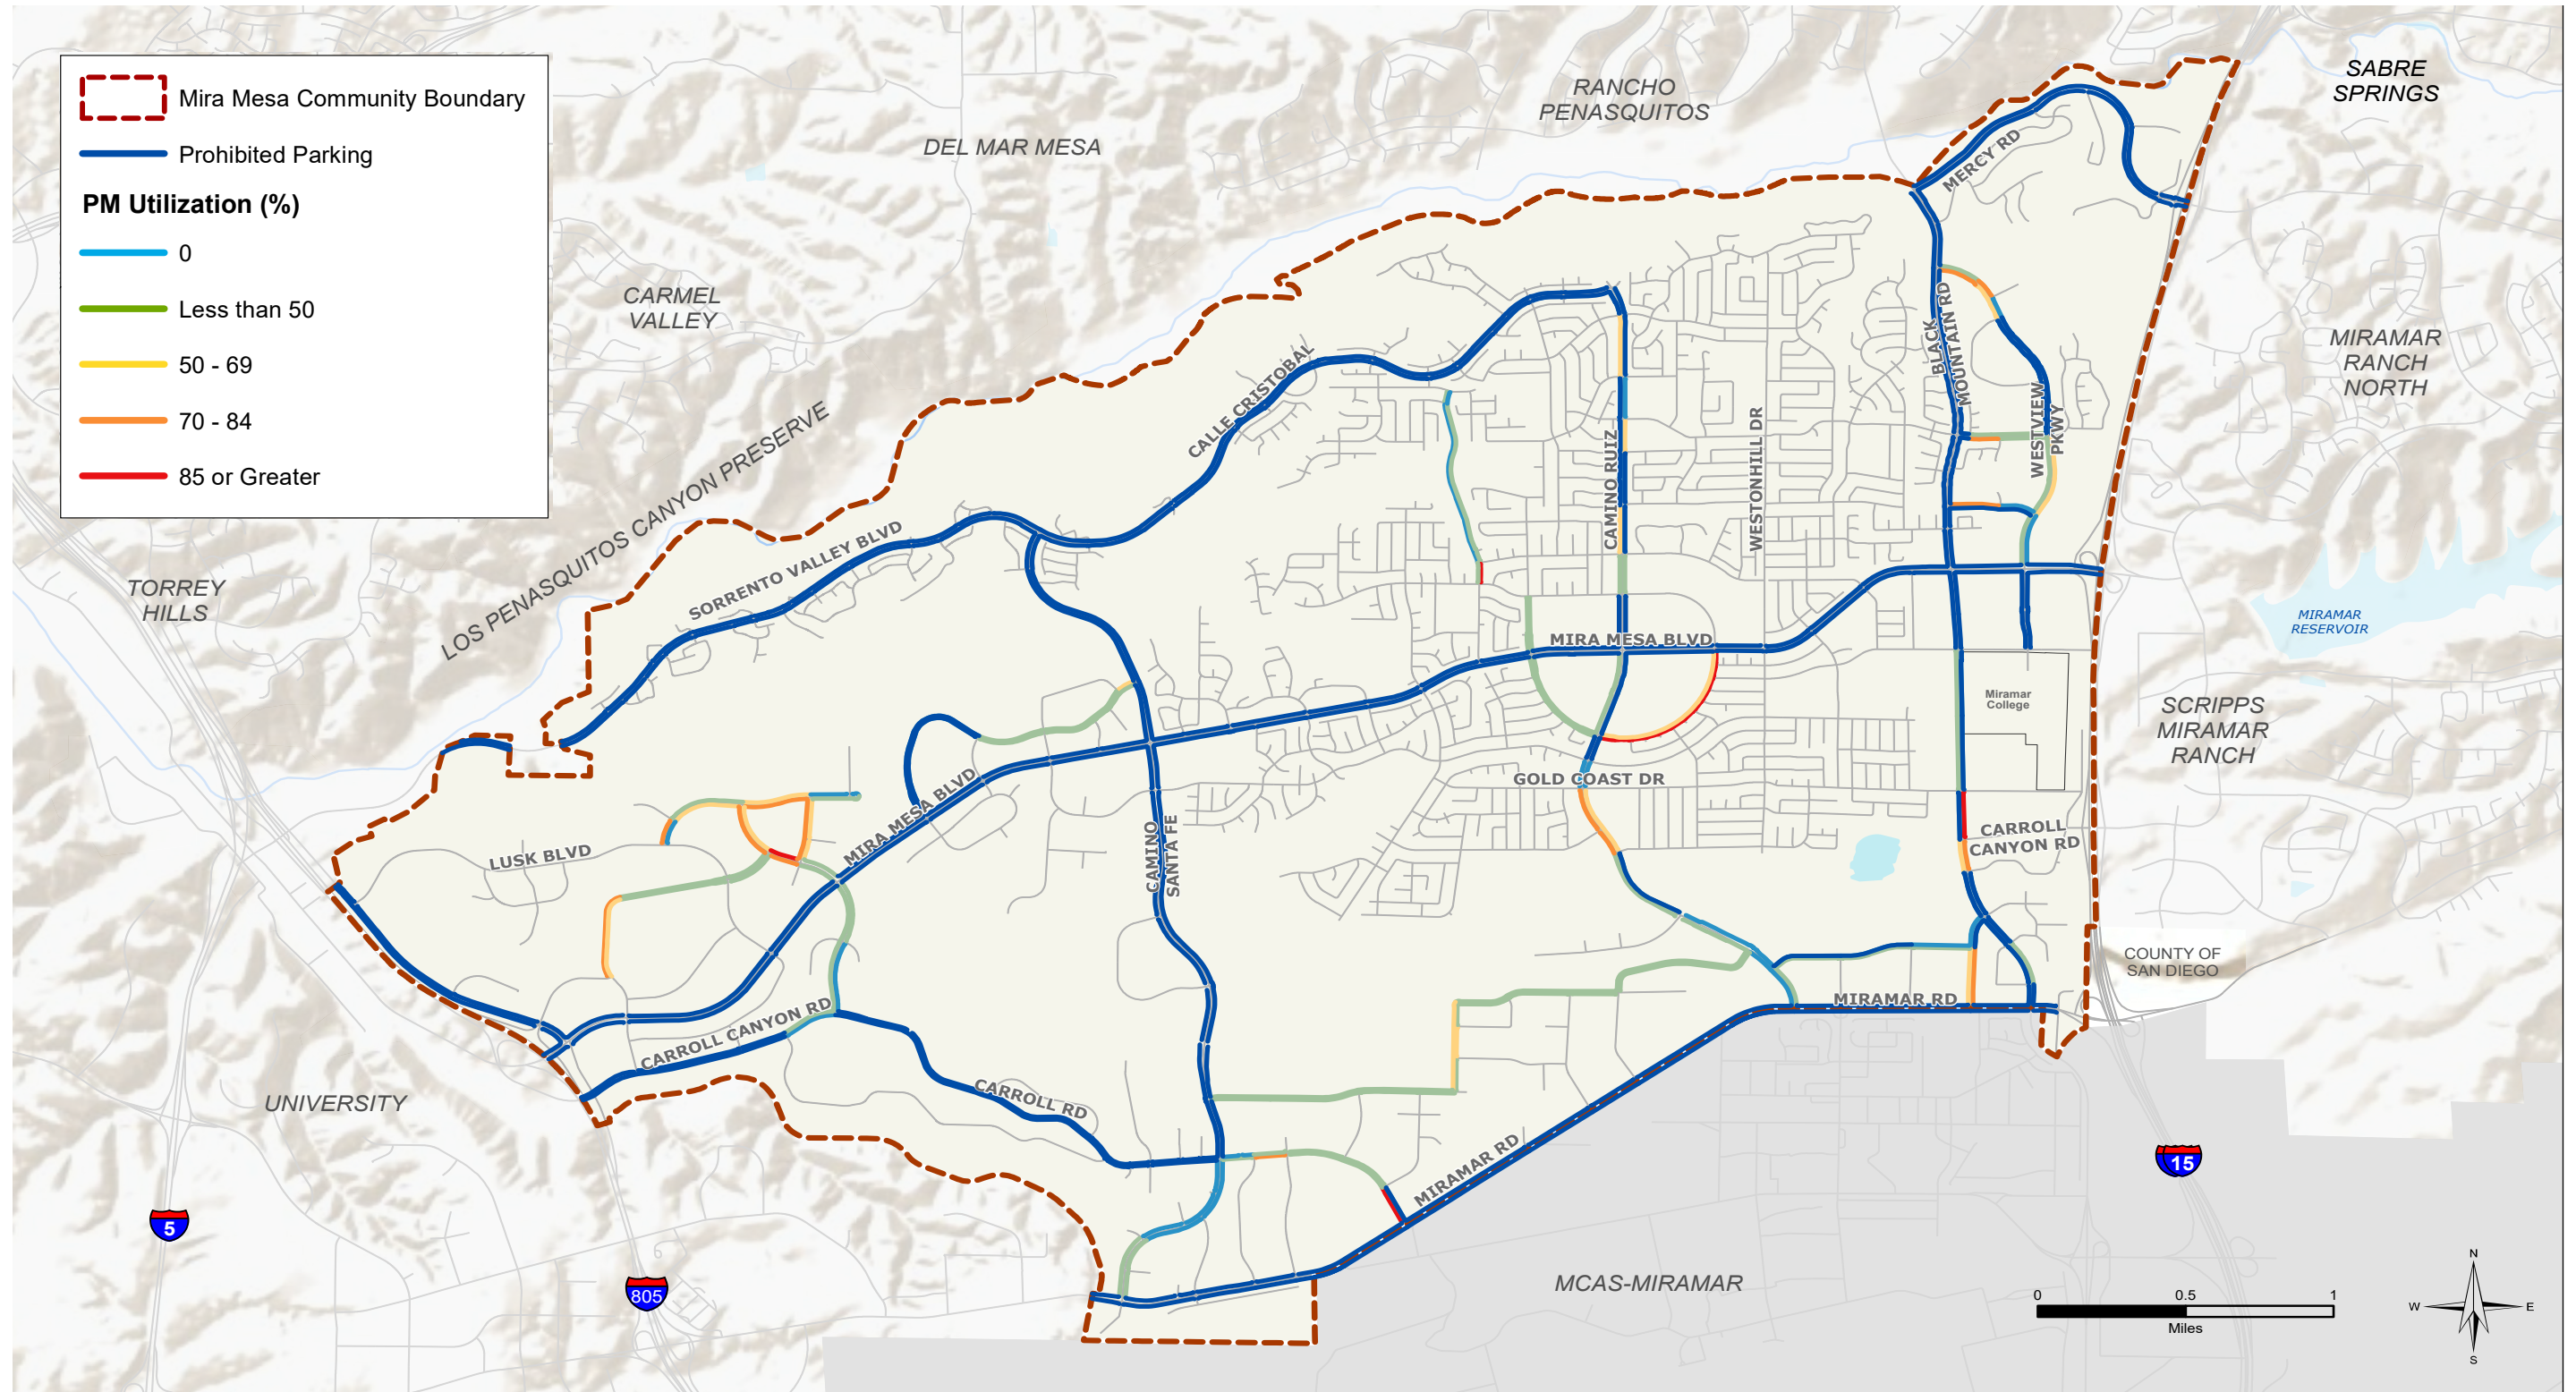 Mira Mesa Community Boundary
Prohibited Parking
PM Utilization (%)
0
Less than 50
50 - 69
70 - 84
85 or Greater
SABRE
SPRINGS
RANCHO
PENASQUITOS
DEL MAR MESA
MERCY RD
CARMEL
VALLEY
MIRAMAR
RANCH
NORTH
BLACK
MOUNTAIN RD
CALLE CRISTOBAL
WESTVIEW
PKWY
LOS PENASQUITOS CANYON PRESERVE
CAMINO RUIZ
WESTONHILL DR
SORRENTO VALLEY BLVD
TORREY
HILLS
MIRAMAR
RESERVOIR
MIRA MESA BLVD
Miramar
College
SCRIPPS
MIRAMAR
RANCH
GOLD COAST DR
MIRA MESA BLVD
CAMINO
SANTA FE
LUSK BLVD
CARROLL
CANYON RD
COUNTY OF
SAN DIEGO
MIRAMAR RD
CARROLL CANYON RD
CARROLL RD
UNIVERSITY
MIRAMAR RD
15
5
805
MCAS-MIRAMAR
0
0.5
1
Miles
N
W
E
S